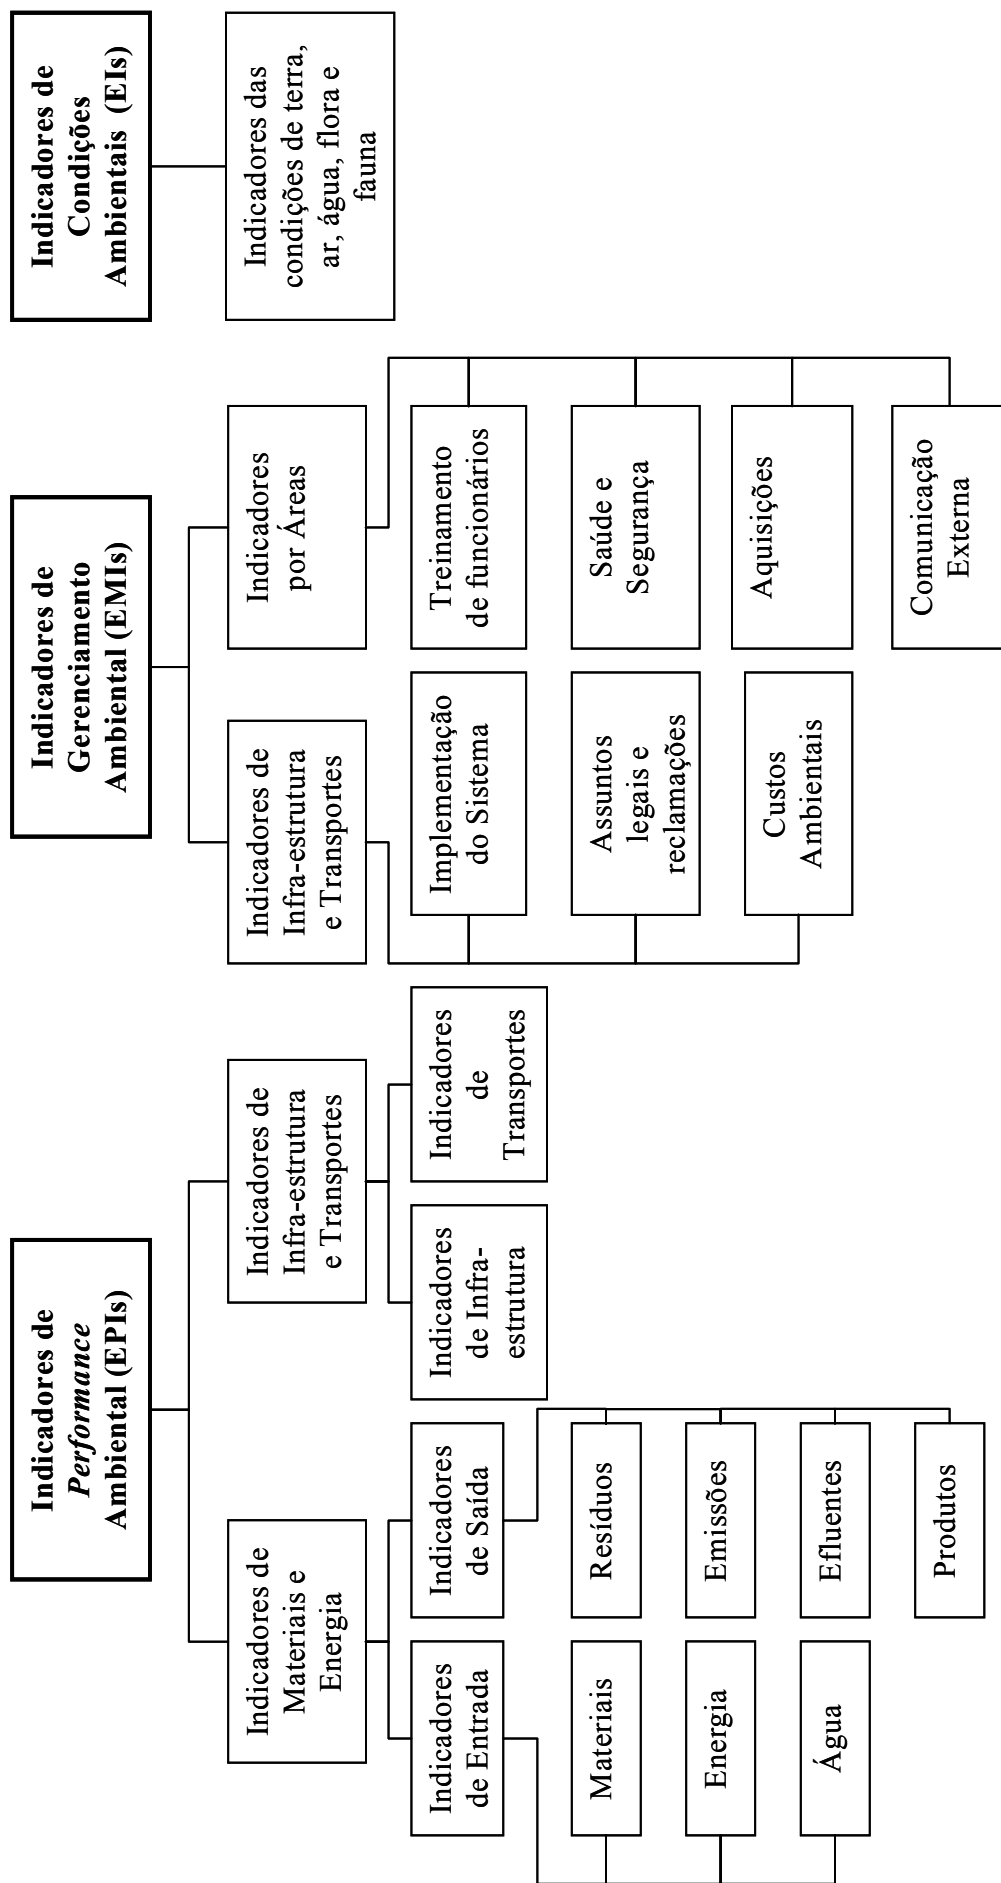 Indicadores de
Performance
Ambiental (EPIs)
Indicadores de
Materiais e
Energia
Indicadores
de Entrada
Materiais
Energia
Água
Indicadores
de Saída
Resíduos
Emissões
Efluentes
Produtos
Indicadores de
Infra-estrutura
e Transportes
Indicadores
de Infra-
estrutura
Indicadores
de
Transportes
Indicadores de
Gerenciamento
Ambiental (EMIs)
Indicadores de
Infra-estrutura
e Transportes
Implementação
do Sistema
Assuntos
legais e
reclamações
Custos
Ambientais
Indicadores
por Áreas
Treinamento
de funcionários
Saúde e
Segurança
Aquisições
Comunicação
Externa
Indicadores de
Condições
Ambientais (EIs)
Indicadores das
condições de terra,
ar, água, flora e
fauna